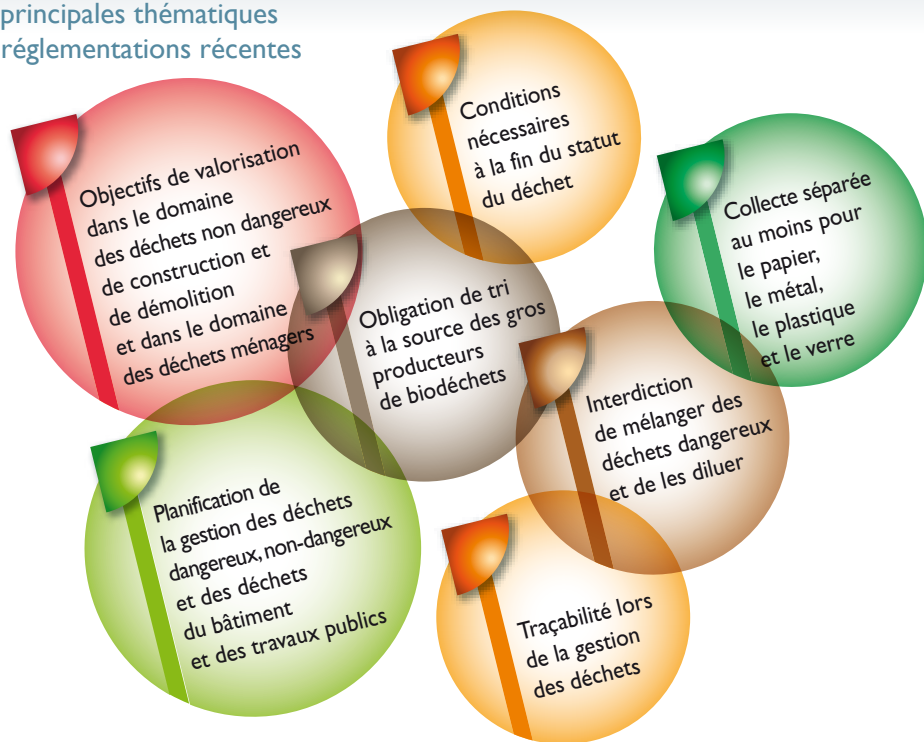 principales thématiques
réglementations récentes
Conditions
nécessaires
à la fin du statut
du déchet
Objectifs de valorisation
dans le domaine
des déchets non dangereux
de construction et
de démolition
et dans le domaine
des déchets ménagers
Collecte séparée
au moins pour
le papier,
le métal,
le plastique
et le verre
Obligation de tri
à la source des gros
producteurs
de biodéchets
Interdiction
de mélanger des
déchets dangereux
et de les diluer
Planification de
la gestion des déchets
dangereux, non-dangereux
et des déchets
du bâtiment
et des travaux publics
Traçabilité lors
de la gestion
des déchets